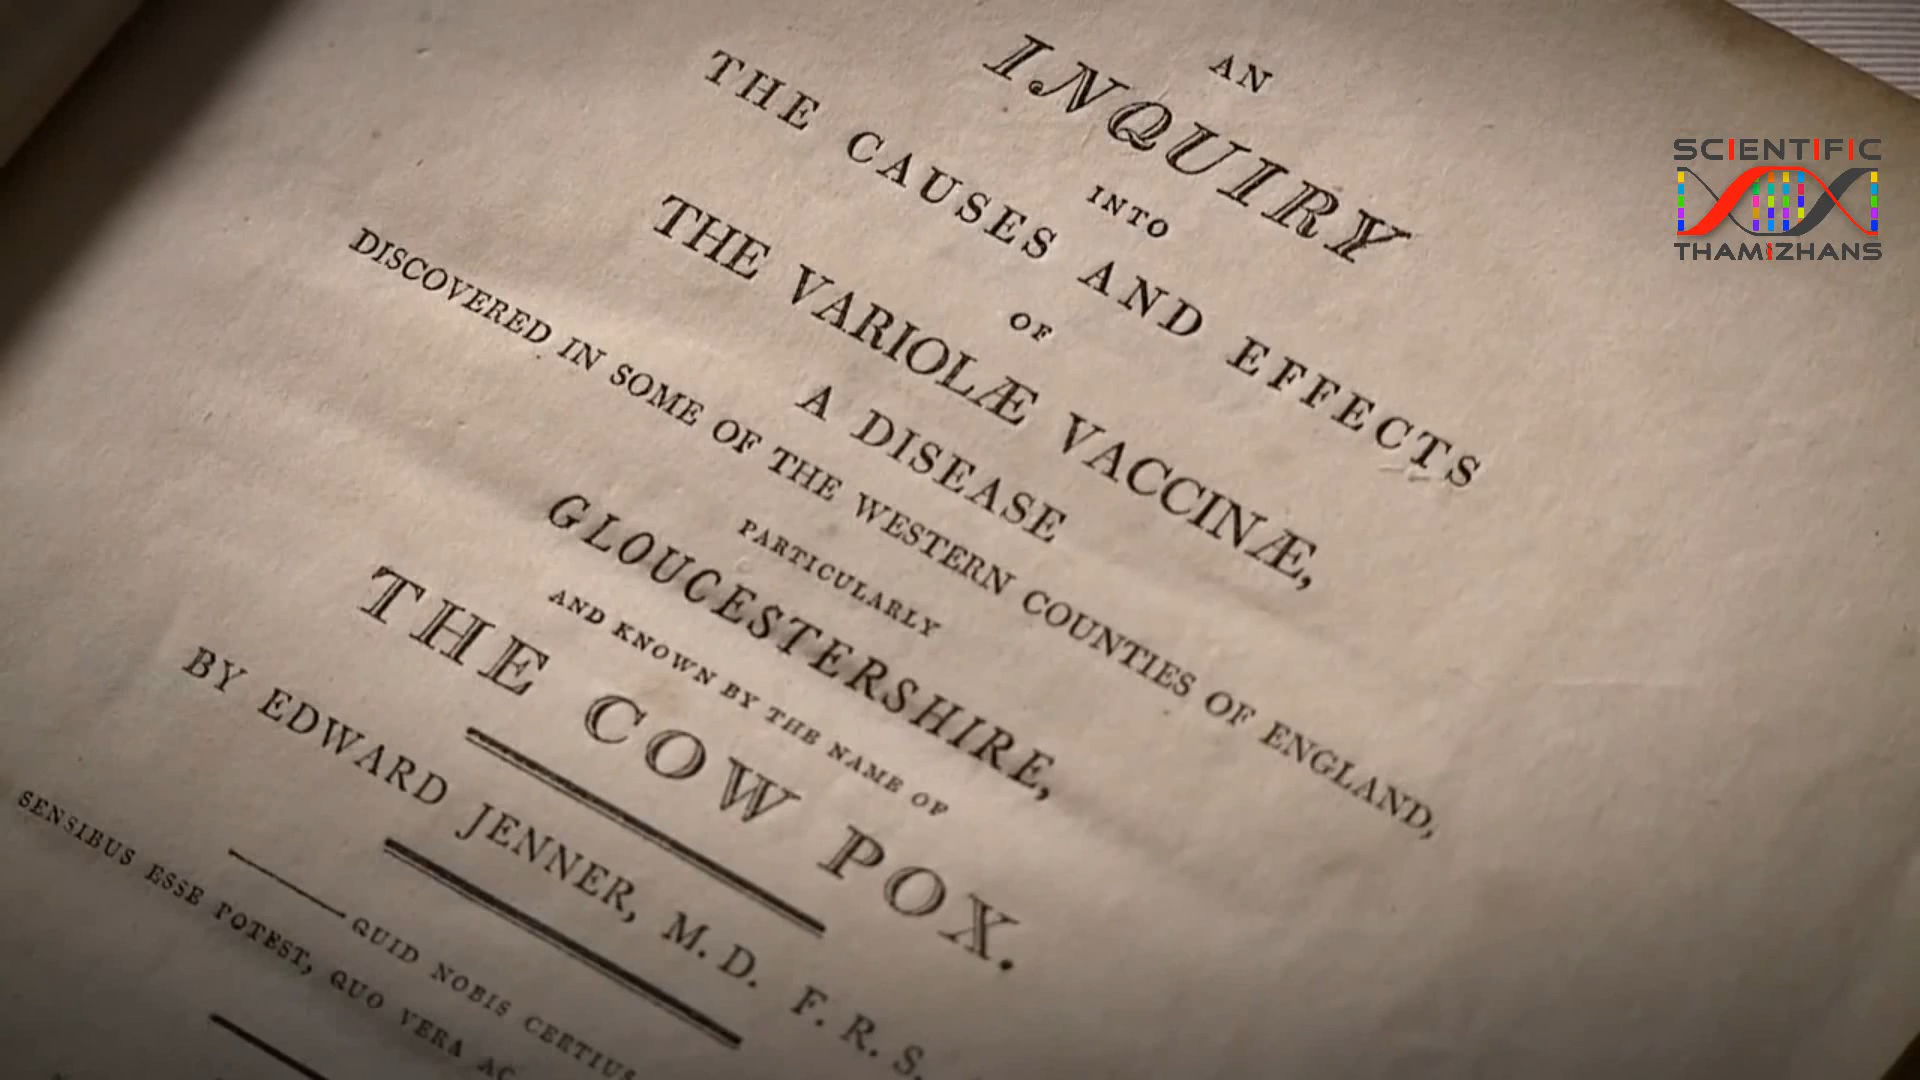 AN
INQUIRY
INTO
THE CAUSES AND EFFECTS
OF
THE VARIOLÆ VACCINÆ,
A DISEASE
DISCOVERED IN SOME OF THE WESTERN COUNTIES OF ENGLAND,
PARTICULARLY
GLOUCESTERSHIRE,
AND KNOWN BY THE NAME OF
THE COW POX.
BY EDWARD JENNER, M.D. F.R.S.
QUID NOBIS CERTIUS
SENSIBUS ESSE POTEST, QUO VERA AC
SCIENTIFIC
THAMIZHANS